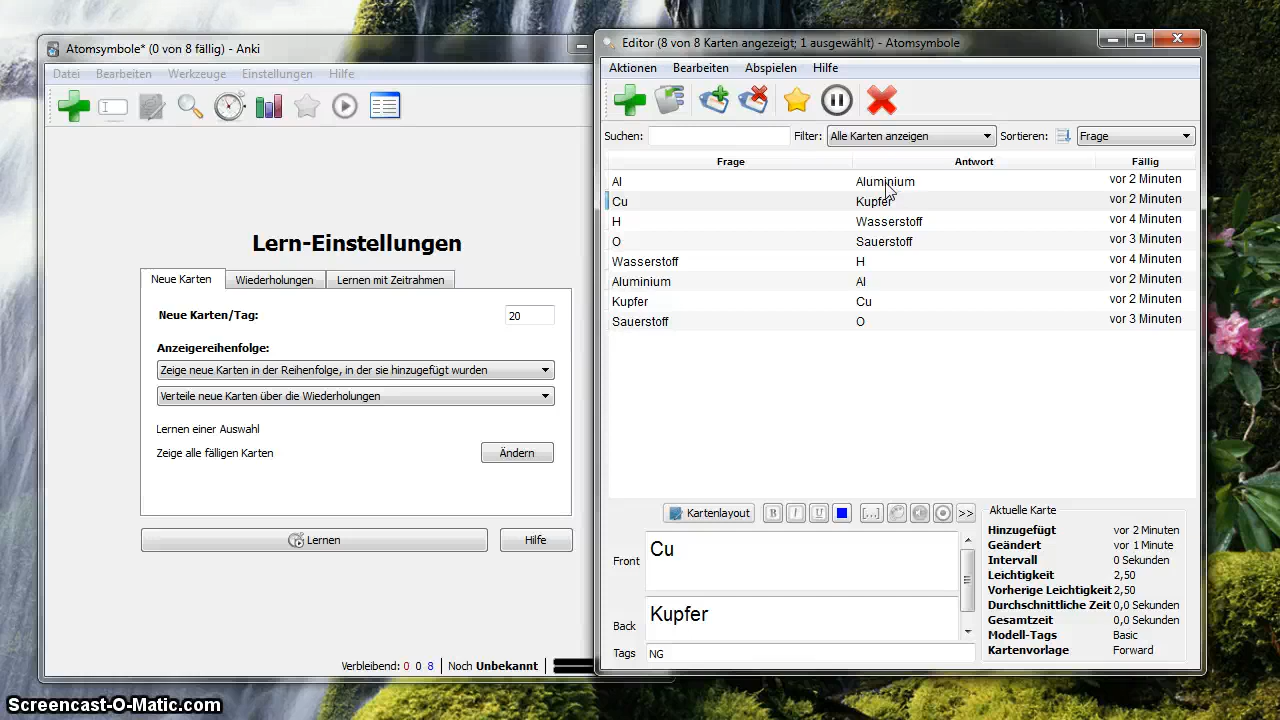 Atomsymbole* (0 von 8 fällig) - Anki
Datei Bearbeiten Werkzeuge Einstellungen Hilfe
Lern-Einstellungen
Neue Karten Wiederholungen Lernen mit Zeitrahmen
Neue Karten/Tag: 20
Anzeigereihenfolge:
Zeige neue Karten in der Reihenfolge, in der sie hinzugefügt wurden
Verteile neue Karten über die Wiederholungen
Lernen einer Auswahl
Zeige alle fälligen Karten Ändern
Lernen Hilfe
Verbleibend: 0 0 8 Noch Unbekannt
Editor (8 von 8 Karten angezeigt; 1 ausgewählt) - Atomsymbole
Aktionen Bearbeiten Abspielen Hilfe
Suchen: Filter: Alle Karten anzeigen Sortieren: Frage
Frage Antwort Fällig
Al Aluminium vor 2 Minuten
Cu Kupfer vor 2 Minuten
H Wasserstoff vor 4 Minuten
O Sauerstoff vor 3 Minuten
Wasserstoff H vor 4 Minuten
Aluminium Al vor 2 Minuten
Kupfer Cu vor 2 Minuten
Sauerstoff O vor 3 Minuten
Kartenlayout B I U [...] >>
Front Cu
Back Kupfer
Tags NG
Aktuelle Karte
Hinzugefügt vor 2 Minuten
Geändert vor 1 Minute
Intervall 0 Sekunden
Leichtigkeit 2,50
Vorherige Leichtigkeit 2,50
Durchschnittliche Zeit 0,0 Sekunden
Gesamtzeit 0,0 Sekunden
Modell-Tags Basic
Kartenvorlage Forward
Screencast-O-Matic.com